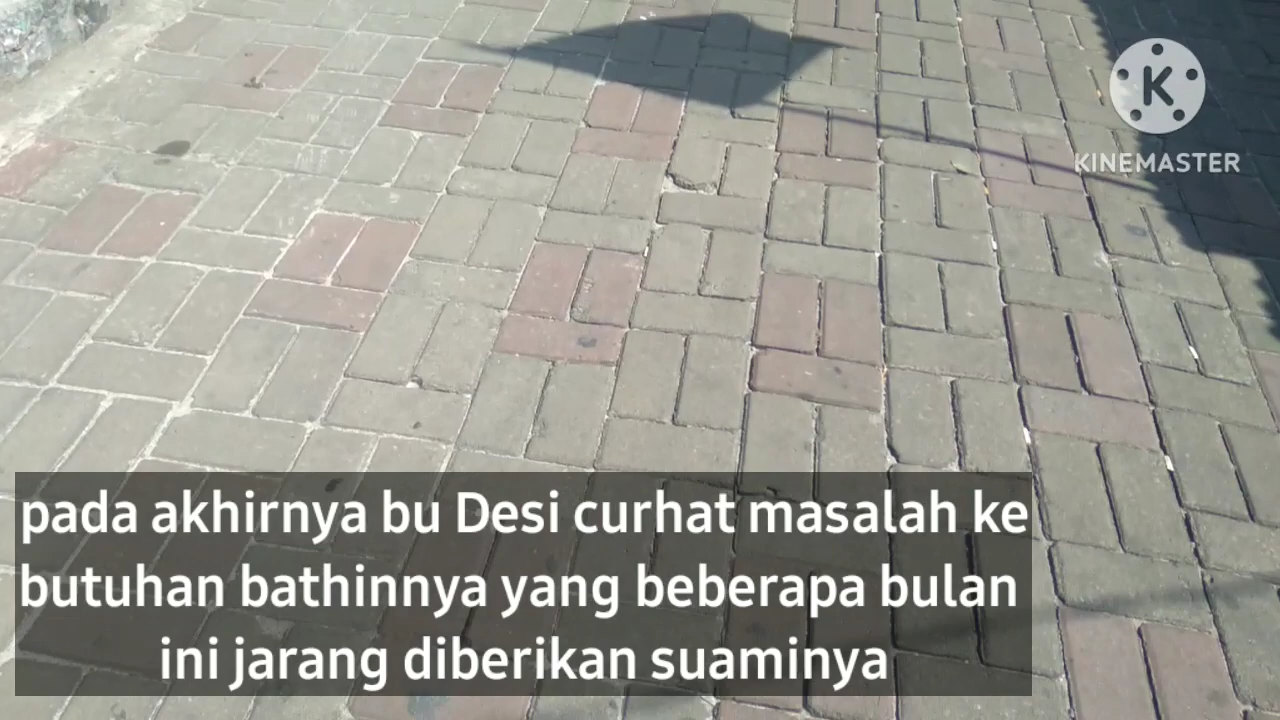 K
KINEMASTER
pada akhirnya bu Desi curhat masalah ke
butuhan bathinnya yang beberapa bulan
ini jarang diberikan suaminya